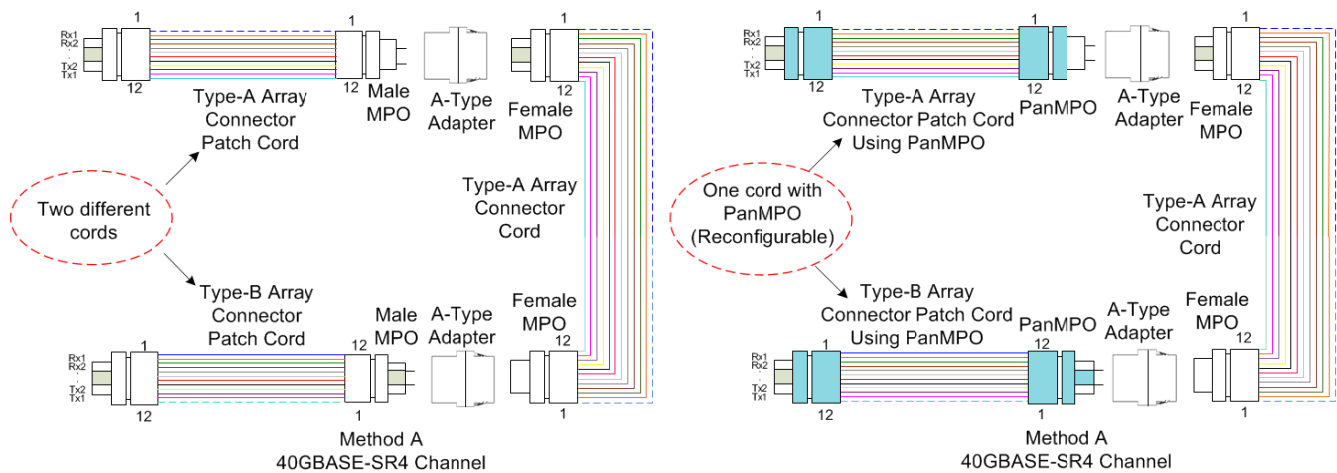 1
1
1
Rx1
Rx2
Tx2
Tx1
12
12
12
Type-A Array
Connector
Patch Cord
Male
MPO
A-Type
Adapter
Female
MPO
Two different
cords
Type-A Array
Connector
Cord
Type-B Array
Connector
Patch Cord
Male
MPO
A-Type
Adapter
Female
MPO
1
12
12
Rx1
Rx2
Tx2
Tx1
12
1
1
Method A
40GBASE-SR4 Channel
1
1
1
Rx1
Rx2
Tx2
Tx1
12
12
12
Type-A Array
Connector Patch Cord
Using PanMPO
PanMPO
A-Type
Adapter
Female
MPO
One cord with
PanMPO
(Reconfigurable)
Type-A Array
Connector
Cord
Type-B Array
Connector Patch Cord
Using PanMPO
PanMPO
A-Type
Adapter
Female
MPO
1
12
12
Rx1
Rx2
Tx2
Tx1
12
1
1
Method A
40GBASE-SR4 Channel